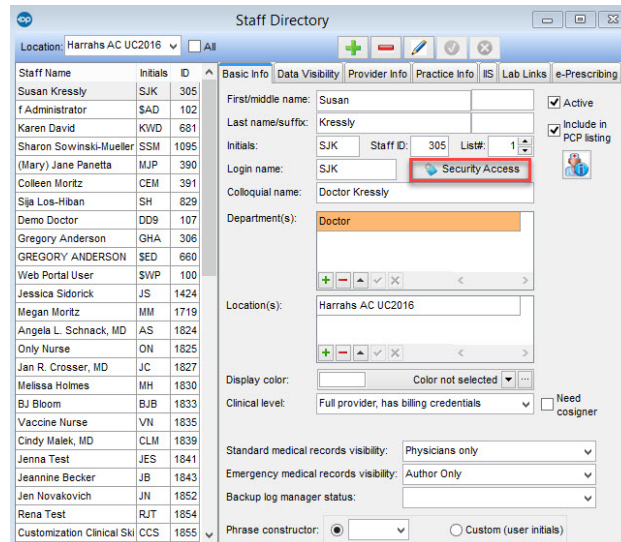 Staff Directory
Location: Harrahs AC UC2016 All
Staff Name Initials ID
Susan Kressly SJK 305
f Administrator $AD 102
Karen David KWD 681
Sharon Sowinski-Mueller SSM 1095
(Mary) Jane Panetta MJP 390
Colleen Moritz CEM 391
Sija Los-Hiban SH 829
Demo Doctor DD9 107
Gregory Anderson GHA 306
GREGORY ANDERSON $ED 660
Web Portal User $WP 100
Jessica Sidorick JS 1424
Megan Moritz MM 1719
Angela L. Schnack, MD AS 1824
Only Nurse ON 1825
Jan R. Crosser, MD JC 1827
Melissa Holmes MH 1830
BJ Bloom BJB 1833
Vaccine Nurse VN 1835
Cindy Malek, MD CLM 1839
Jenna Test JES 1841
Jeannine Becker JB 1843
Jen Novakovich JN 1852
Rena Test RJT 1854
Customization Clinical Ski CCS 1855
Basic Info Data Visibility Provider Info Practice Info IIS Lab Links e-Prescribing
First/middle name: Susan
Active
Last name/suffix: Kressly
Include in
PCP listing
Initials: SJK Staff ID: 305 List#: 1
Login name: SJK Security Access
Colloquial name: Doctor Kressly
Department(s): Doctor
Location(s): Harrahs AC UC2016
Display color: Color not selected
Clinical level: Full provider, has billing credentials
Need
cosigner
Standard medical records visibility: Physicians only
Emergency medical records visibility: Author Only
Backup log manager status:
Phrase constructor: Custom (user initials)